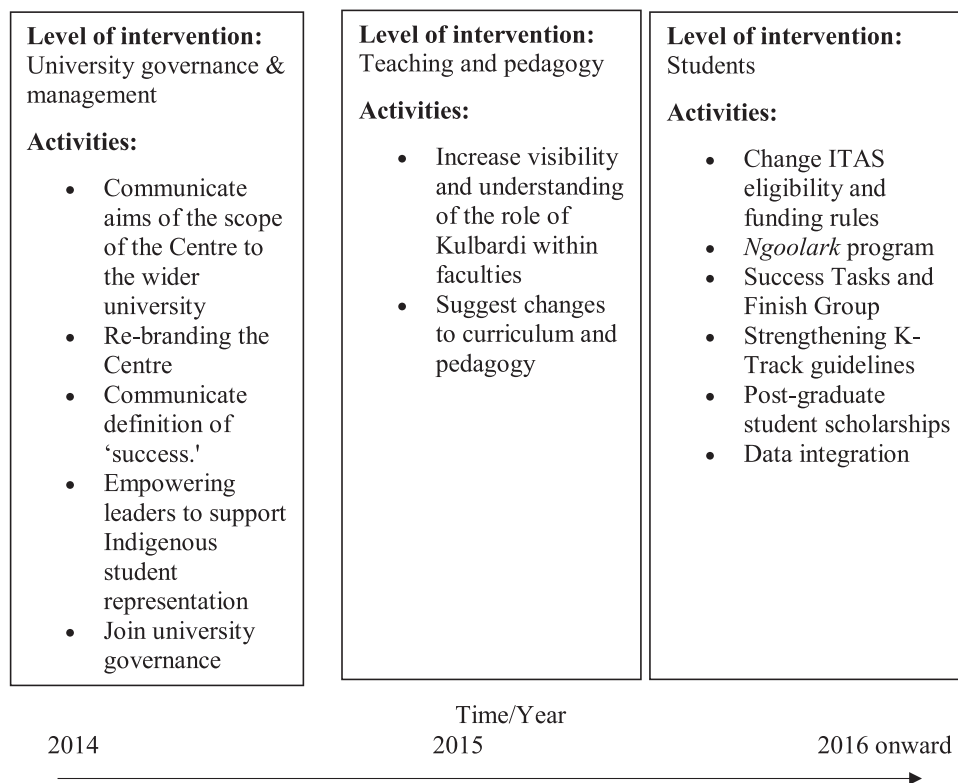 Level of intervention:
University governance &
management
Activities:
• Communicate
aims of the scope
of the Centre to
the wider
university
• Re-branding the
Centre
• Communicate
definition of
‘success.'
• Empowering
leaders to support
Indigenous
student
representation
• Join university
governance
Level of intervention:
Teaching and pedagogy
Activities:
• Increase visibility
and understanding
of the role of
Kulbardi within
faculties
• Suggest changes
to curriculum and
pedagogy
Level of intervention:
Students
Activities:
• Change ITAS
eligibility and
funding rules
• Ngoolark program
• Success Tasks and
Finish Group
• Strengthening K-
Track guidelines
• Post-graduate
student scholarships
• Data integration
Time/Year
2014 2015 2016 onward